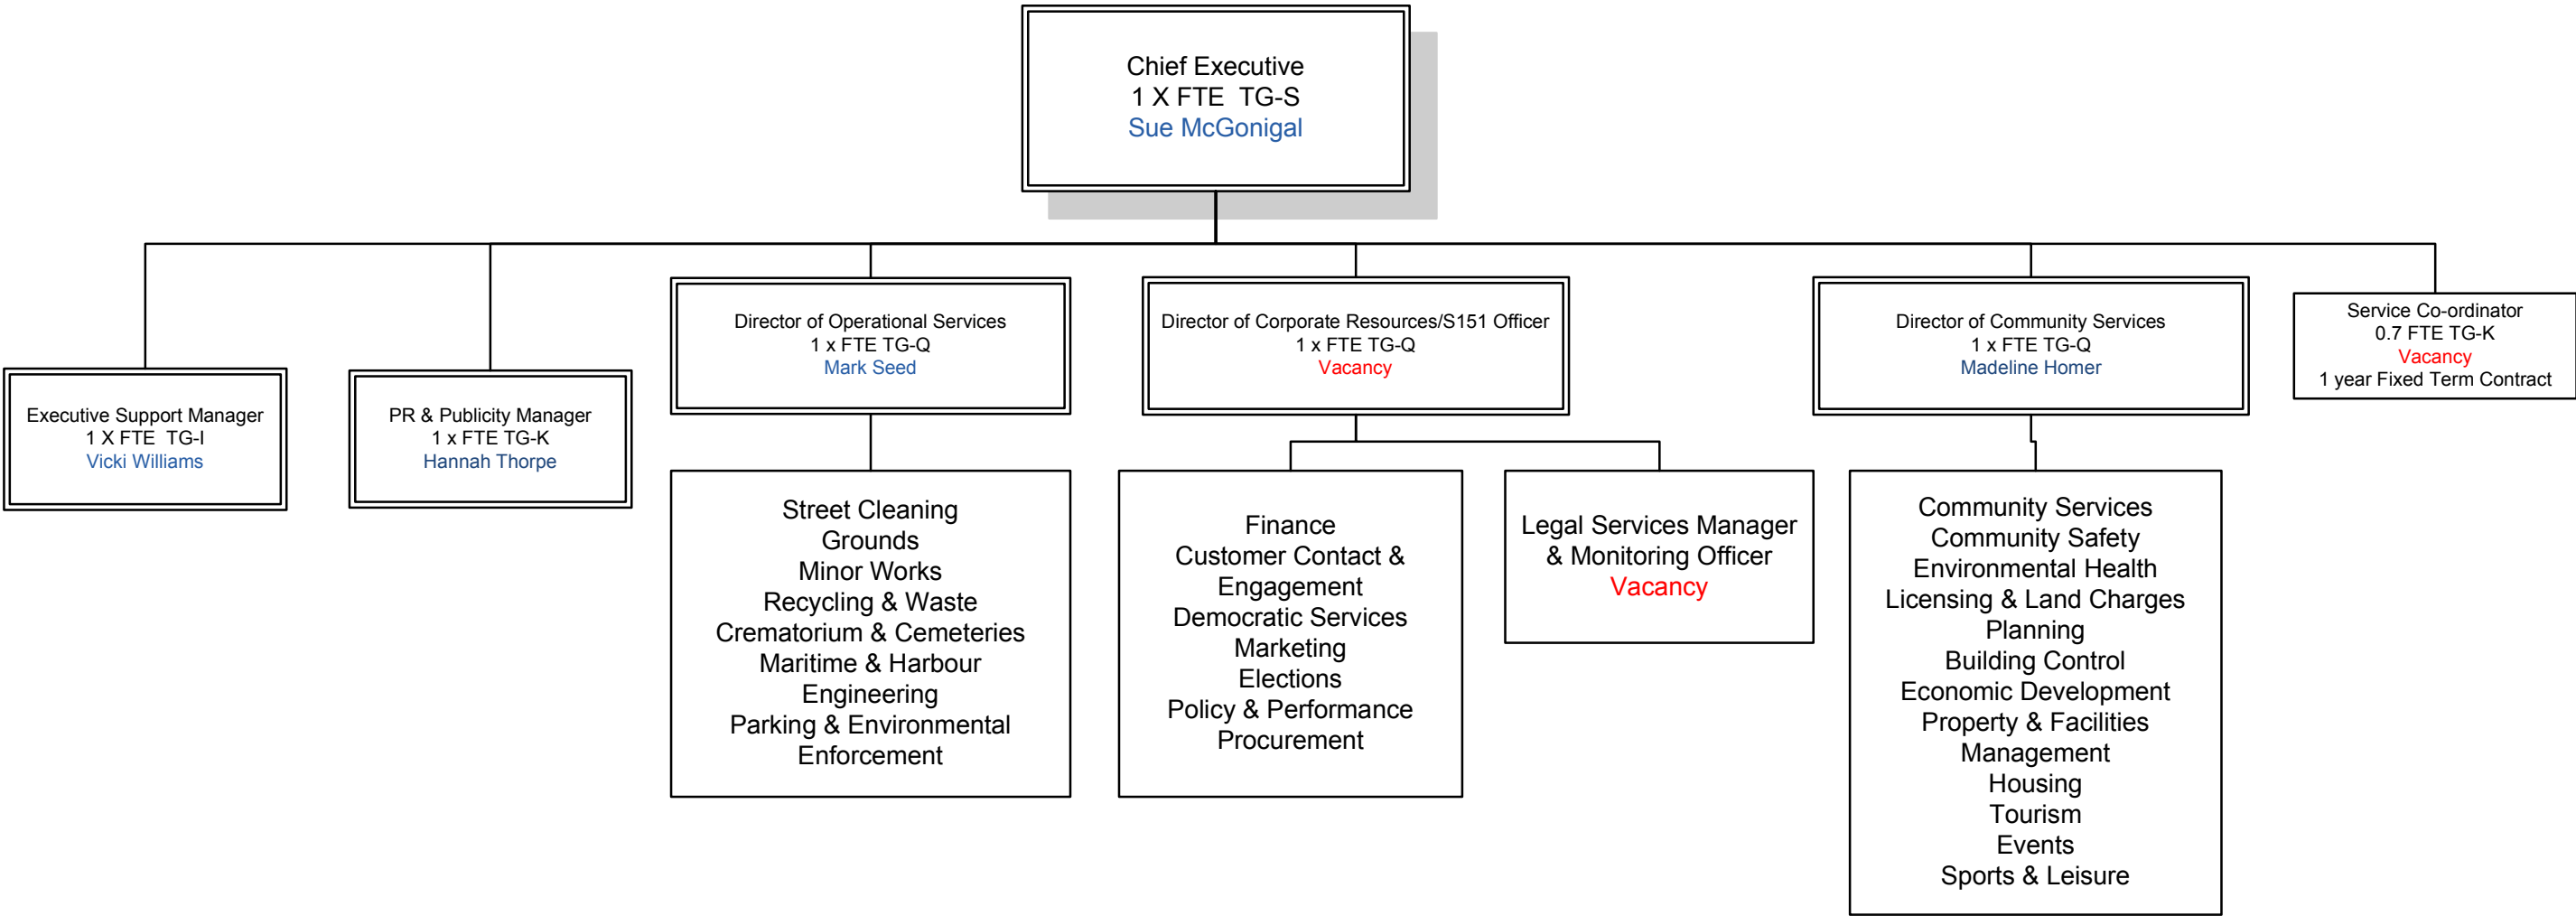 Chief Executive
1 X FTE  TG-S
Sue McGonigal
Executive Support Manager
1 X FTE  TG-I
Vicki Williams
PR & Publicity Manager
1 x FTE TG-K
Hannah Thorpe
Director of Operational Services
1 x FTE TG-Q
Mark Seed
Director of Corporate Resources/S151 Officer
1 x FTE TG-Q
Vacancy
Director of Community Services
1 x FTE TG-Q
Madeline Homer
Service Co-ordinator
0.7 FTE TG-K
Vacancy
1 year Fixed Term Contract
Street Cleaning
Grounds
Minor Works
Recycling & Waste
Crematorium & Cemeteries
Maritime & Harbour
Engineering
Parking & Environmental
Enforcement
Finance
Customer Contact &
Engagement
Democratic Services
Marketing
Elections
Policy & Performance
Procurement
Legal Services Manager
& Monitoring Officer
Vacancy
Community Services
Community Safety
Environmental Health
Licensing & Land Charges
Planning
Building Control
Economic Development
Property & Facilities
Management
Housing
Tourism
Events
Sports & Leisure